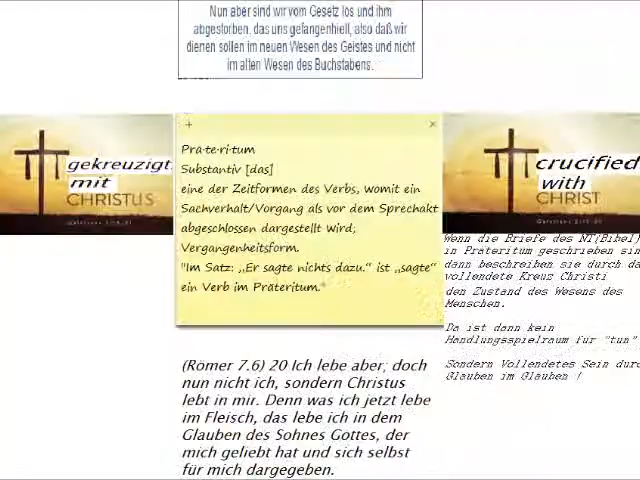 Nun aber sind wir vom Gesetz los und ihm
abgestorben, das uns gefangenhielt, also daß wir
dienen sollen im neuen Wesen des Geistes und nicht
im alten Wesen des Buchstabens.
gekreuzigt
mit
CHRISTUS
+ ×
Prä·te·ri·tum
Substantiv [das]
eine der Zeitformen des Verbs, womit ein
Sachverhalt/Vorgang als vor dem Sprechakt
abgeschlossen dargestellt wird;
Vergangenheitsform.
"Im Satz: „Er sagte nichts dazu.“ ist „sagte“
ein Verb im Präteritum."
crucified
with
CHRIST
Wenn die Briefe des NT(Bibel)
in Präteritum geschrieben sin
dann beschreiben sie durch da
vollendete Kreuz Christi
den Zustand des Wesens des
Menschen.
Da ist dann kein
Handlungsspielraum für "tun"
Sondern Vollendetes Sein durc
Glauben im Glauben !
(Römer 7.6) 20 Ich lebe aber; doch
nun nicht ich, sondern Christus
lebt in mir. Denn was ich jetzt lebe
im Fleisch, das lebe ich in dem
Glauben des Sohnes Gottes, der
mich geliebt hat und sich selbst
für mich dargegeben.